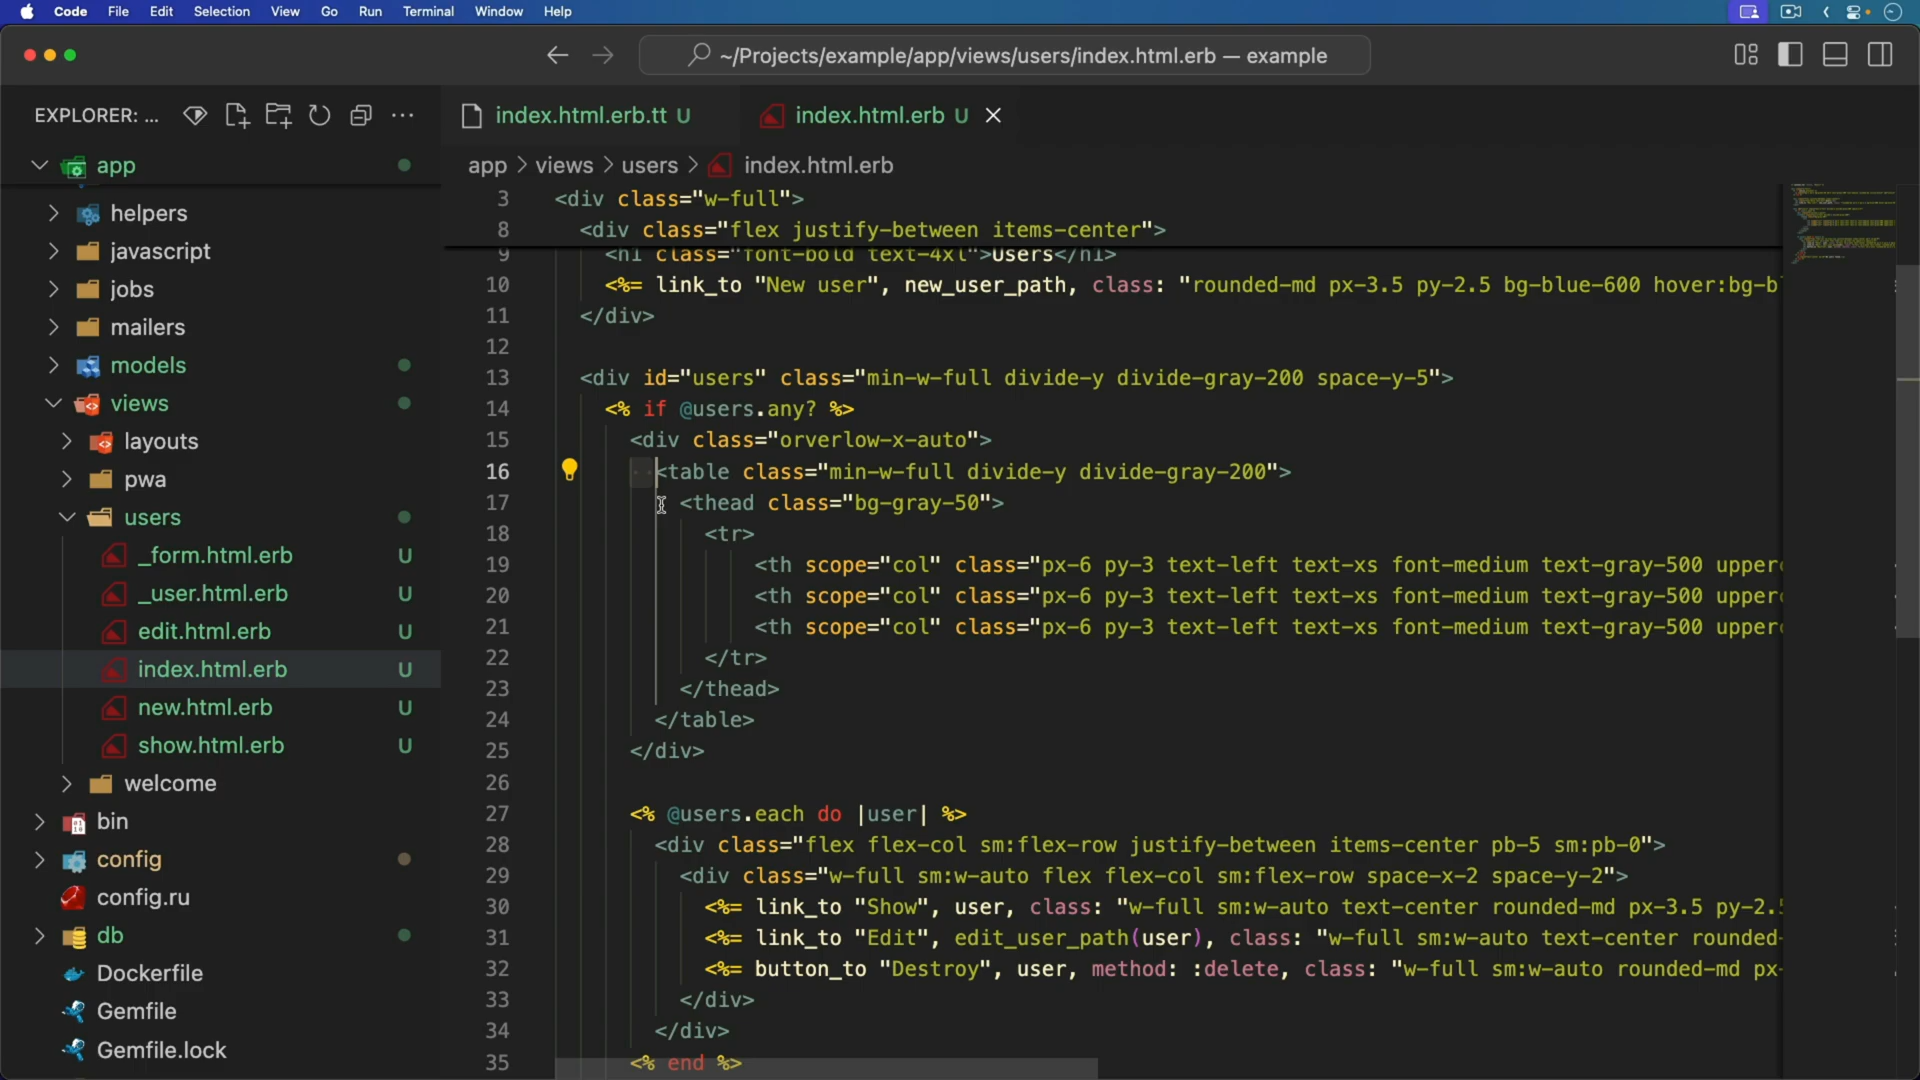 Code File Edit Selection View Go Run Terminal Window Help
~/Projects/example/app/views/users/index.html.erb — example
EXPLORER: ...
index.html.erb.tt U
index.html.erb U
app
app > views > users > index.html.erb
helpers
javascript
jobs
mailers
models
views
layouts
pwa
users
_form.html.erb U
_user.html.erb U
edit.html.erb U
index.html.erb U
new.html.erb U
show.html.erb U
welcome
bin
config
config.ru
db
Dockerfile
Gemfile
Gemfile.lock
3 <div class="w-full">
8 <div class="flex justify-between items-center">
9 <h1 class="font-bold text-4xl">Users</h1>
10 <%= link_to "New user", new_user_path, class: "rounded-md px-3.5 py-2.5 bg-blue-600 hover:bg-bl
11 </div>
12
13 <div id="users" class="min-w-full divide-y divide-gray-200 space-y-5">
14 <% if @users.any? %>
15 <div class="orverlow-x-auto">
16 <table class="min-w-full divide-y divide-gray-200">
17 <thead class="bg-gray-50">
18 <tr>
19 <th scope="col" class="px-6 py-3 text-left text-xs font-medium text-gray-500 upperc
20 <th scope="col" class="px-6 py-3 text-left text-xs font-medium text-gray-500 upperc
21 <th scope="col" class="px-6 py-3 text-left text-xs font-medium text-gray-500 upperc
22 </tr>
23 </thead>
24 </table>
25 </div>
26
27 <% @users.each do |user| %>
28 <div class="flex flex-col sm:flex-row justify-between items-center pb-5 sm:pb-0">
29 <div class="w-full sm:w-auto flex flex-col sm:flex-row space-x-2 space-y-2">
30 <%= link_to "Show", user, class: "w-full sm:w-auto text-center rounded-md px-3.5 py-2.5
31 <%= link_to "Edit", edit_user_path(user), class: "w-full sm:w-auto text-center rounded-
32 <%= button_to "Destroy", user, method: :delete, class: "w-full sm:w-auto rounded-md px-
33 </div>
34 </div>
35 <% end %>